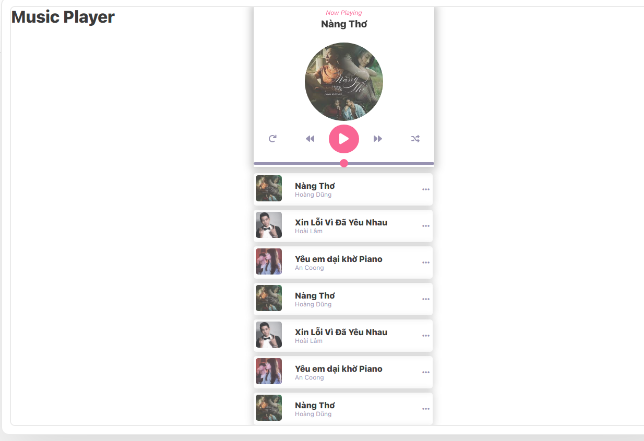 Music Player
Now Playing
Nàng Thơ
Nàng Thơ
Nàng Thơ
Hoàng Dũng
Xin Lỗi Vì Đã Yêu Nhau
Hoài Lâm
Yêu em dại khờ Piano
An Coong
Nàng Thơ
Hoàng Dũng
Xin Lỗi Vì Đã Yêu Nhau
Hoài Lâm
Yêu em dại khờ Piano
An Coong
Nàng Thơ